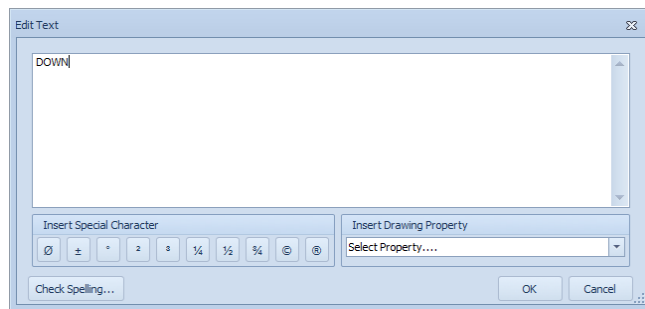 Edit Text
DOWN
Insert Special Character
Ø ± ° ² ³ ¼ ½ ¾ © ®
Insert Drawing Property
Select Property....
Check Spelling...
OK
Cancel